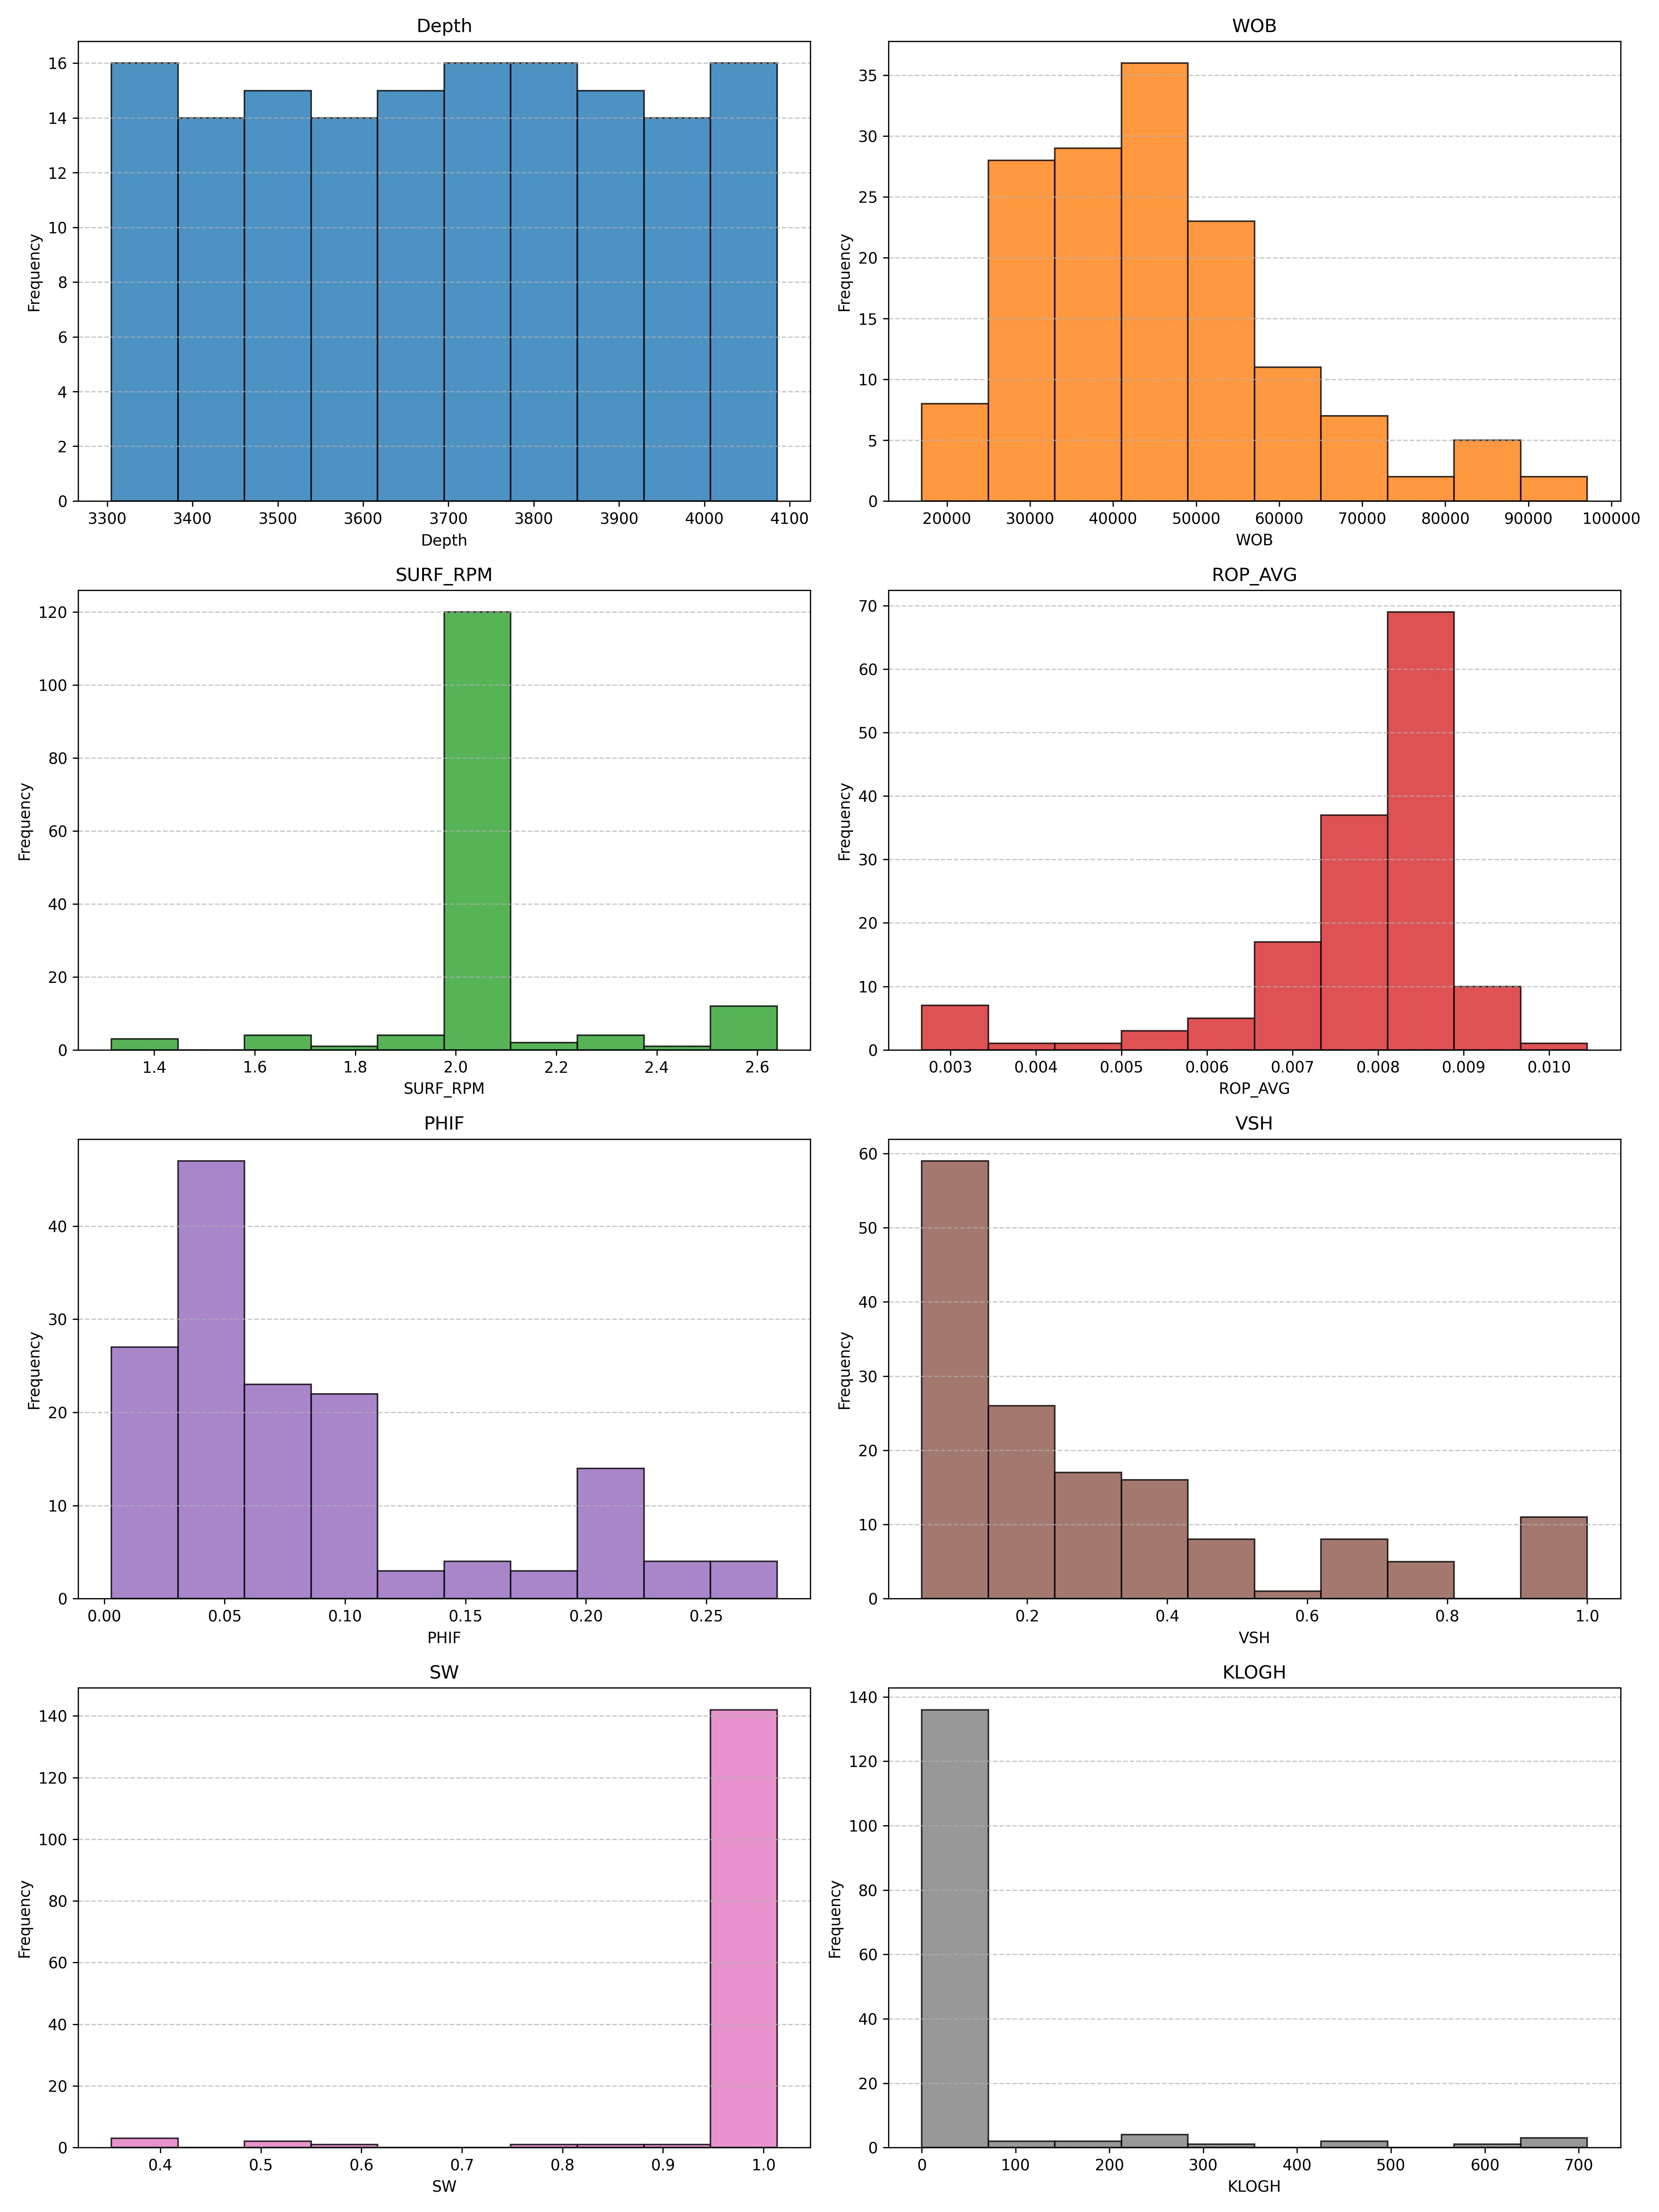 Depth
Frequency
16
14
12
10
8
6
4
2
0
3300 3400 3500 3600 3700 3800 3900 4000 4100
Depth
WOB
Frequency
35
30
25
20
15
10
5
0
20000 30000 40000 50000 60000 70000 80000 90000 100000
WOB
SURF_RPM
Frequency
120
100
80
60
40
20
0
1.4 1.6 1.8 2.0 2.2 2.4 2.6
SURF_RPM
ROP_AVG
Frequency
70
60
50
40
30
20
10
0
0.003 0.004 0.005 0.006 0.007 0.008 0.009 0.010
ROP_AVG
PHIF
Frequency
40
30
20
10
0
0.00 0.05 0.10 0.15 0.20 0.25
PHIF
VSH
Frequency
60
50
40
30
20
10
0
0.2 0.4 0.6 0.8 1.0
VSH
SW
Frequency
140
120
100
80
60
40
20
0
0.4 0.5 0.6 0.7 0.8 0.9 1.0
SW
KLOGH
Frequency
140
120
100
80
60
40
20
0
0 100 200 300 400 500 600 700
KLOGH